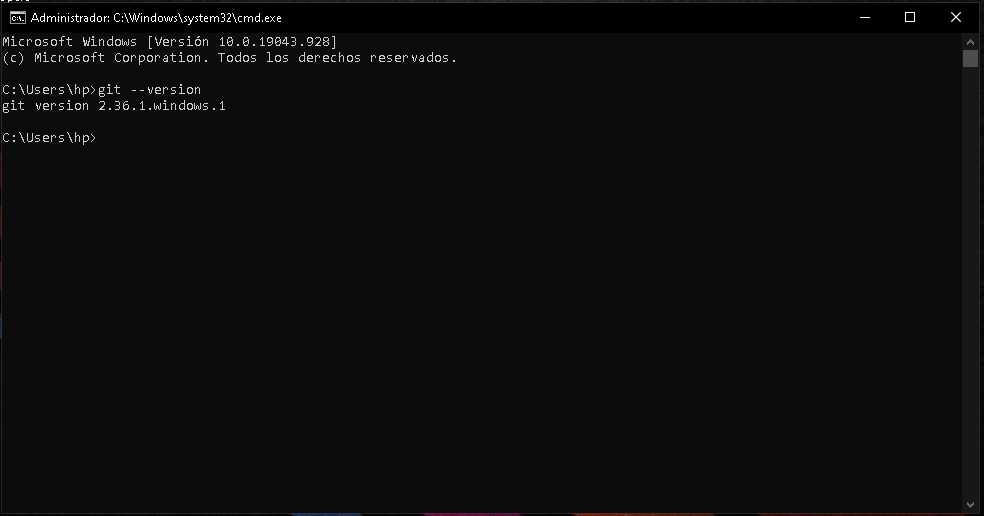 Administrador: C:\Windows\system32\cmd.exe
Microsoft Windows [Versión 10.0.19043.928]
(c) Microsoft Corporation. Todos los derechos reservados.
C:\Users\hp>git --version
git version 2.36.1.windows.1
C:\Users\hp>